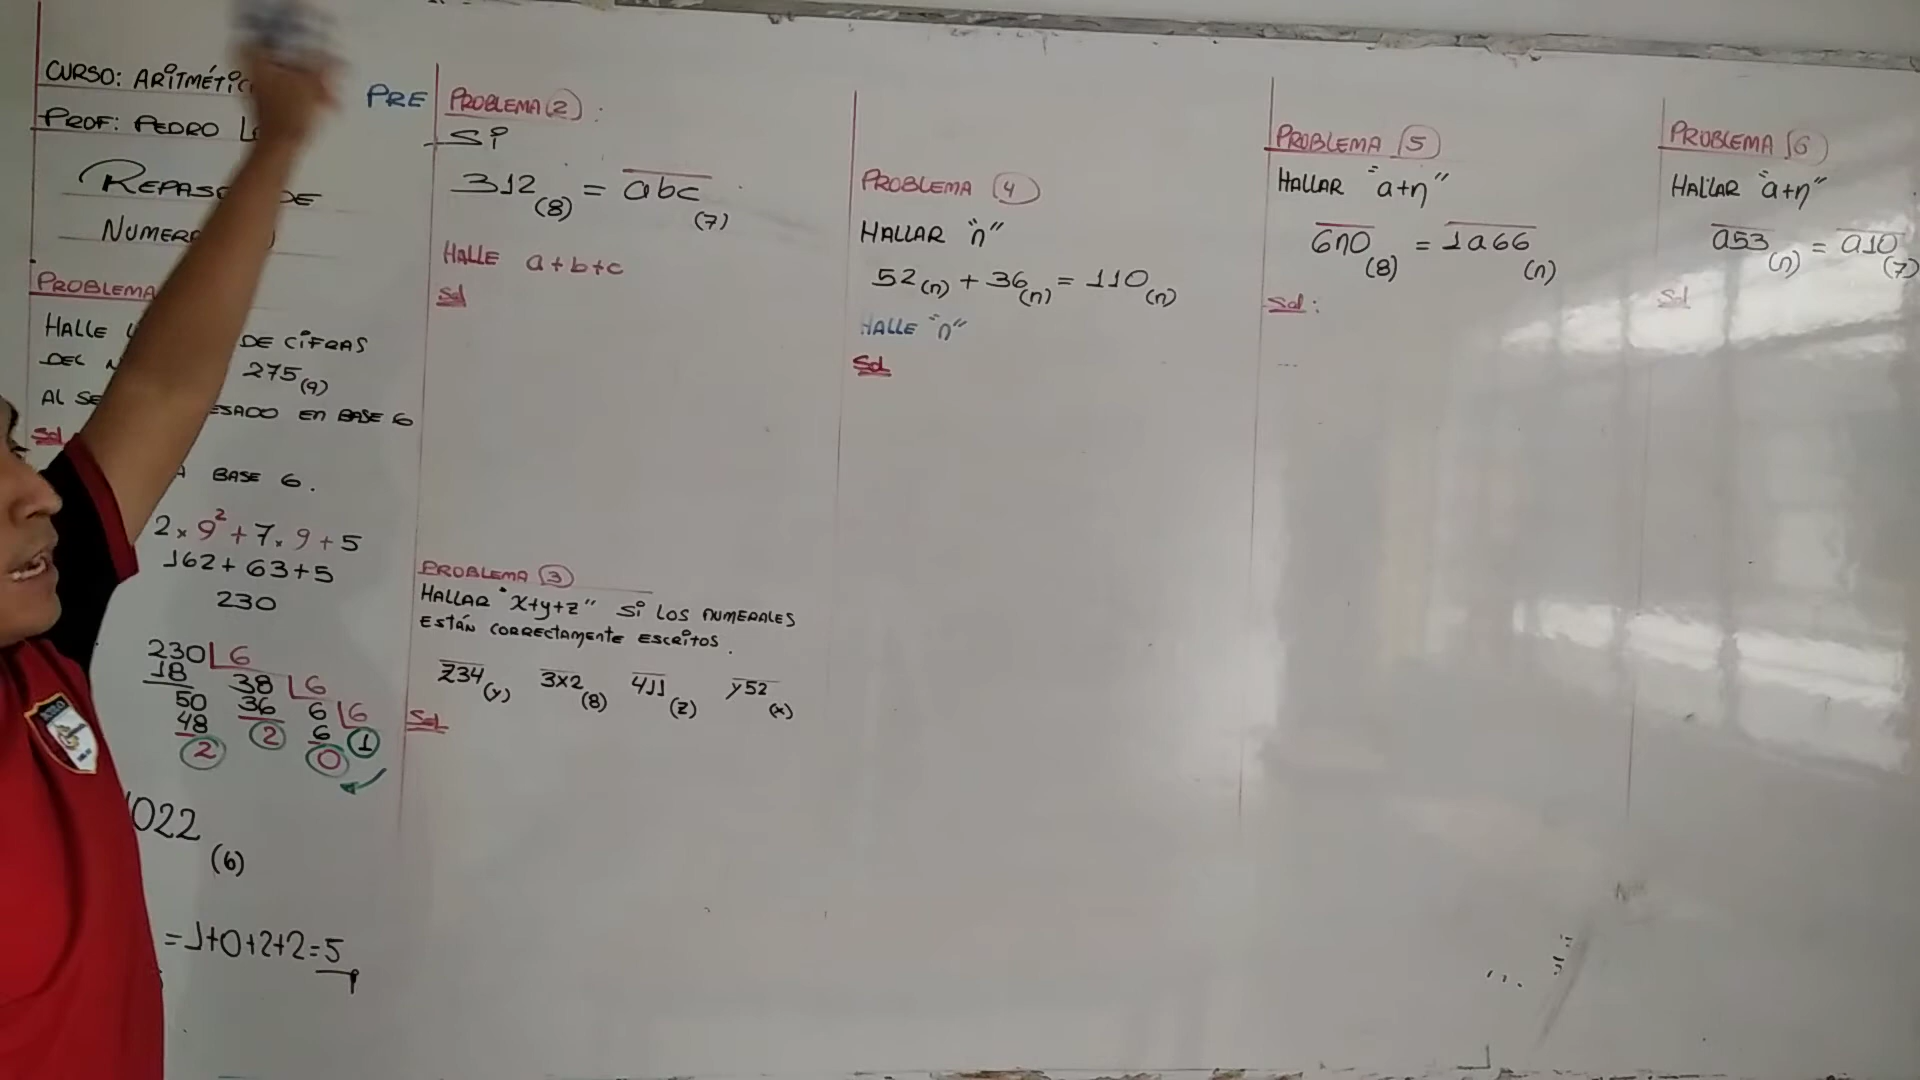 CURSO: ARITMÉTIC
PROF: PEDRO
PRE
REPASO DE
NUMERA
PROBLEMA
HALLE DE CIFRAS
DEL 275(9)
AL SE ESADO EN BASE 6
Sol
A BASE 6.
2×9²+7×9+5
162+63+5
230
230 6
18 38 6
50 36 6 6
48 2 6 1
2 0
1022(6)
=1+0+2+2=5
PROBLEMA 2:
Si
312(8) = abc(7)
HALLE a+b+c
Sol
PROBLEMA 3
HALLAR "x+y+z" Si LOS NUMERALES
ESTÁN CORRECTAMENTE ESCRITOS.
Z34(y) 3x2(8) 411(z) y52(x)
Sol
PROBLEMA 4
HALLAR "n"
52(n) + 36(n) = 110(n)
HALLE "n"
Sol
PROBLEMA 5
HALLAR "a+n"
6n0(8) = 1a66(n)
Sol:
PROBLEMA 6
HALLAR "a+n"
a53(n) = a10(7)
Sol